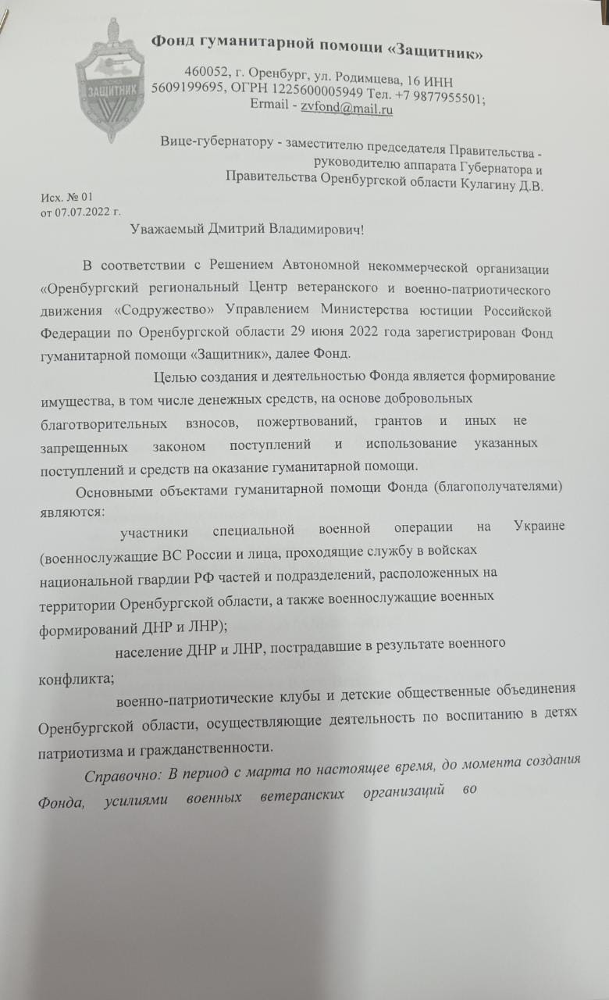 ФОНД
ЗАЩИТНИК
Фонд гуманитарной помощи «Защитник»
460052, г. Оренбург, ул. Родимцева, 16 ИНН
5609199695, ОГРН 1225600005949 Тел. +7 9877955501;
Ermail - zvfond@mail.ru
Вице-губернатору - заместителю председателя Правительства -
руководителю аппарата Губернатора и
Правительства Оренбургской области Кулагину Д.В.
Исх. № 01
от 07.07.2022 г.
Уважаемый Дмитрий Владимирович!
В соответствии с Решением Автономной некоммерческой организации
«Оренбургский региональный Центр ветеранского и военно-патриотического
движения «Содружество» Управлением Министерства юстиции Российской
Федерации по Оренбургской области 29 июня 2022 года зарегистрирован Фонд
гуманитарной помощи «Защитник», далее Фонд.
Целью создания и деятельностью Фонда является формирование
имущества, в том числе денежных средств, на основе добровольных
благотворительных взносов, пожертвований, грантов и иных не
запрещенных законом поступлений и использование указанных
поступлений и средств на оказание гуманитарной помощи.
Основными объектами гуманитарной помощи Фонда (благополучателями)
являются:
участники специальной военной операции на Украине
(военнослужащие ВС России и лица, проходящие службу в войсках
национальной гвардии РФ частей и подразделений, расположенных на
территории Оренбургской области, а также военнослужащие военных
формирований ДНР и ЛНР);
население ДНР и ЛНР, пострадавшие в результате военного
конфликта;
военно-патриотические клубы и детские общественные объединения
Оренбургской области, осуществляющие деятельность по воспитанию в детях
патриотизма и гражданственности.
Справочно: В период с марта по настоящее время, до момента создания
Фонда, усилиями военных ветеранских организаций во